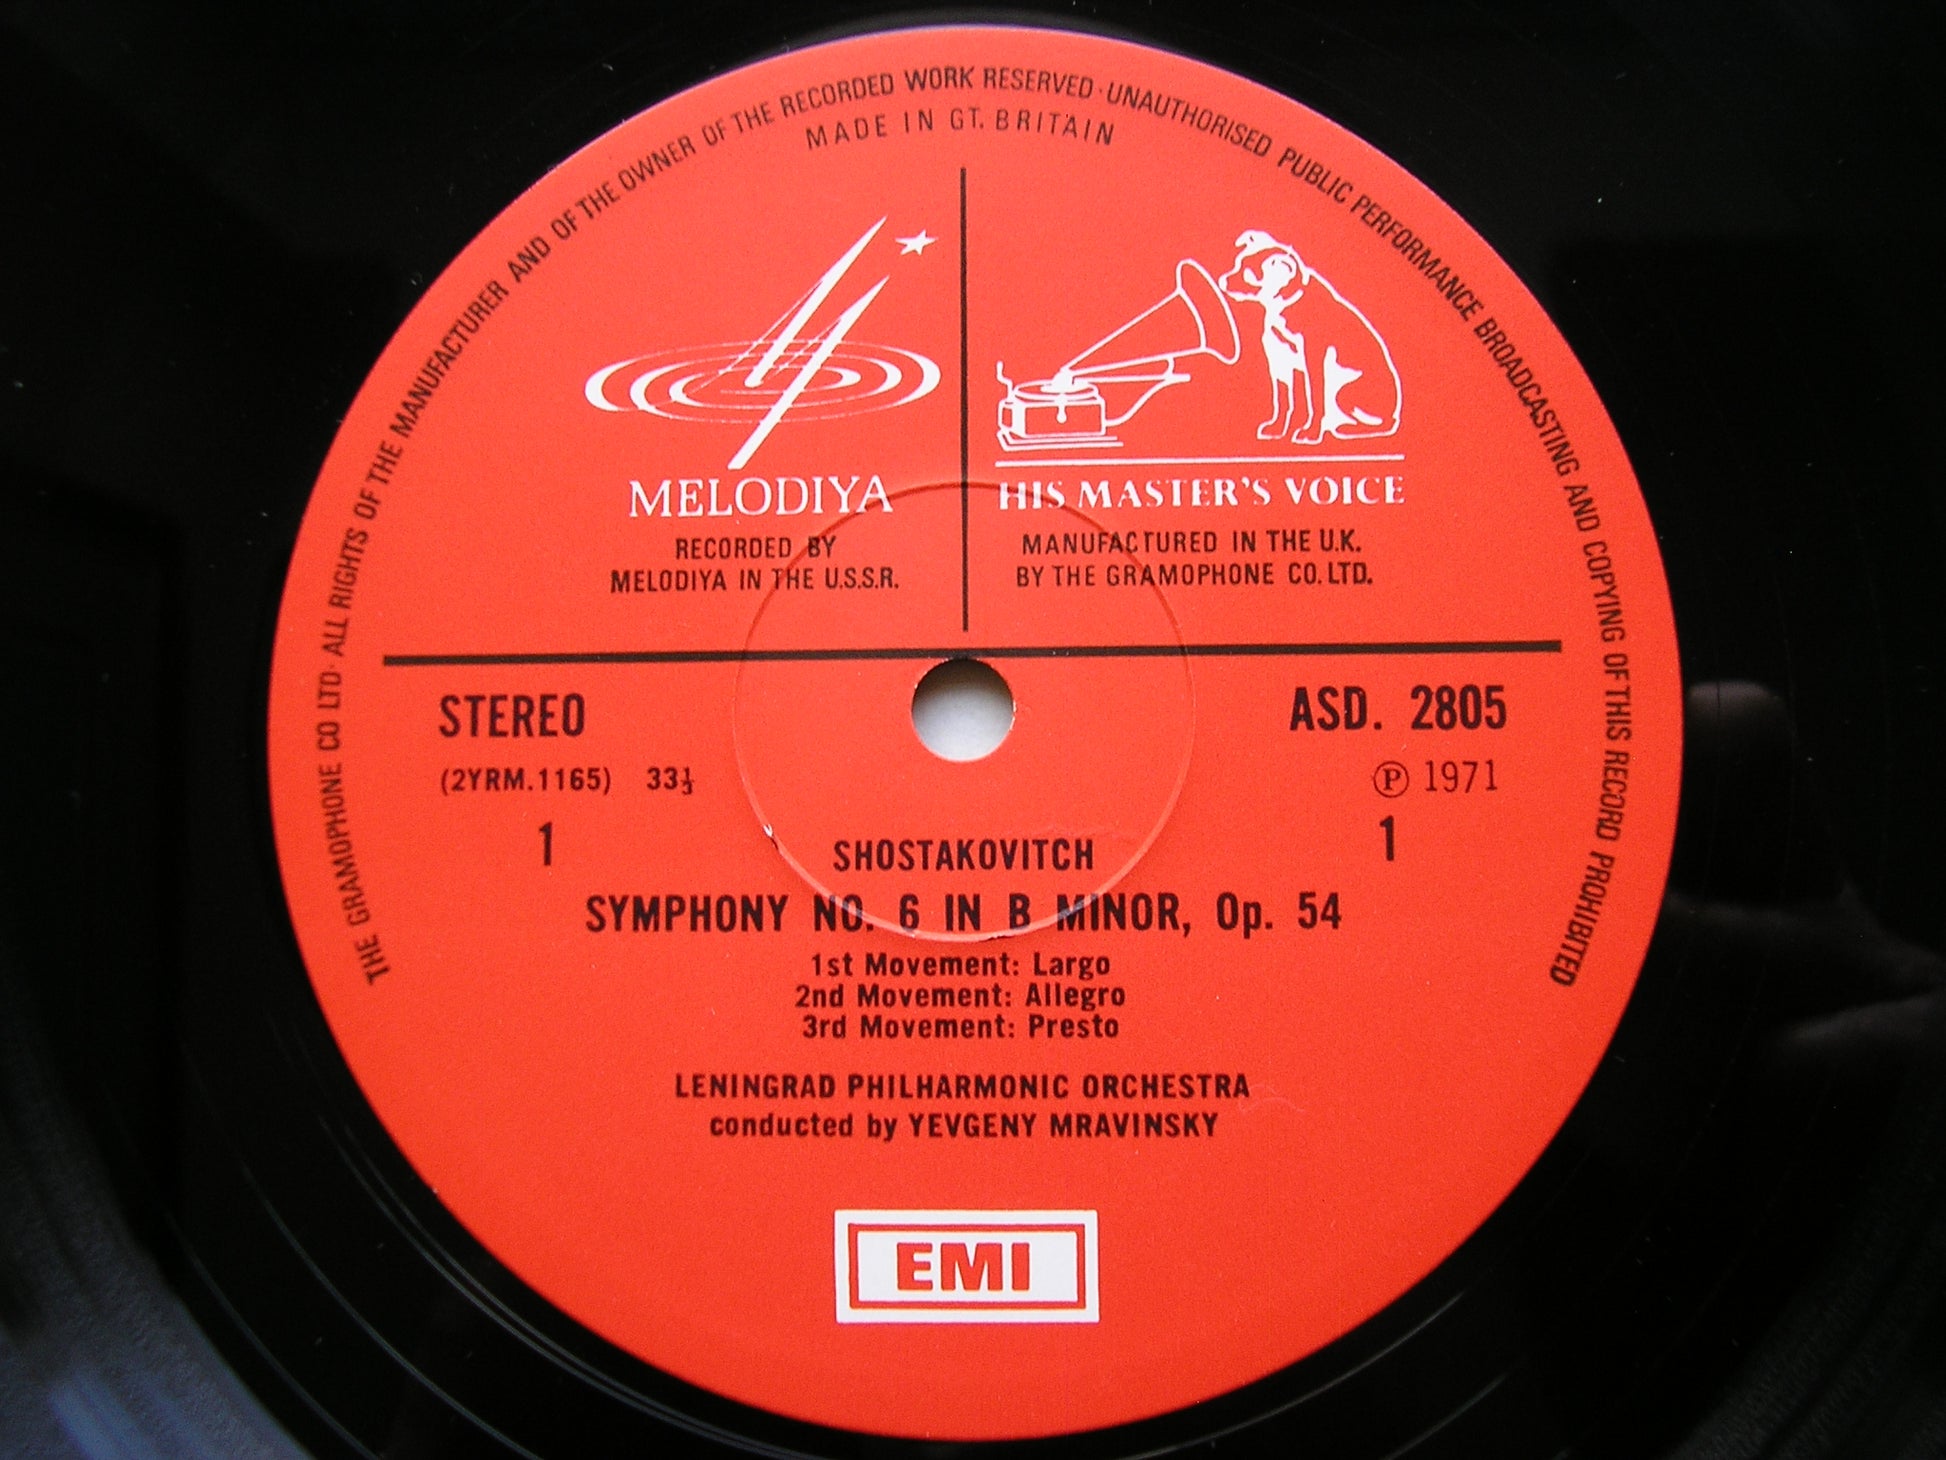 THE GRAMOPHONE CO LTD · ALL RIGHTS OF THE MANUFACTURER AND OF THE OWNER OF THE RECORDED WORK RESERVED · UNAUTHORISED PUBLIC PERFORMANCE BROADCASTING AND COPYING OF THIS RECORD PROHIBITED
MADE IN GT. BRITAIN
MELODIYA
RECORDED BY
MELODIYA IN THE U.S.S.R.
HIS MASTER'S VOICE
MANUFACTURED IN THE U.K.
BY THE GRAMOPHONE CO. LTD.
STEREO
ASD. 2805
(2YRM.1165) 33⅓
℗ 1971
1
1
SHOSTAKOVITCH
SYMPHONY NO. 6 IN B MINOR, Op. 54
1st Movement: Largo
2nd Movement: Allegro
3rd Movement: Presto
LENINGRAD PHILHARMONIC ORCHESTRA
conducted by YEVGENY MRAVINSKY
EMI